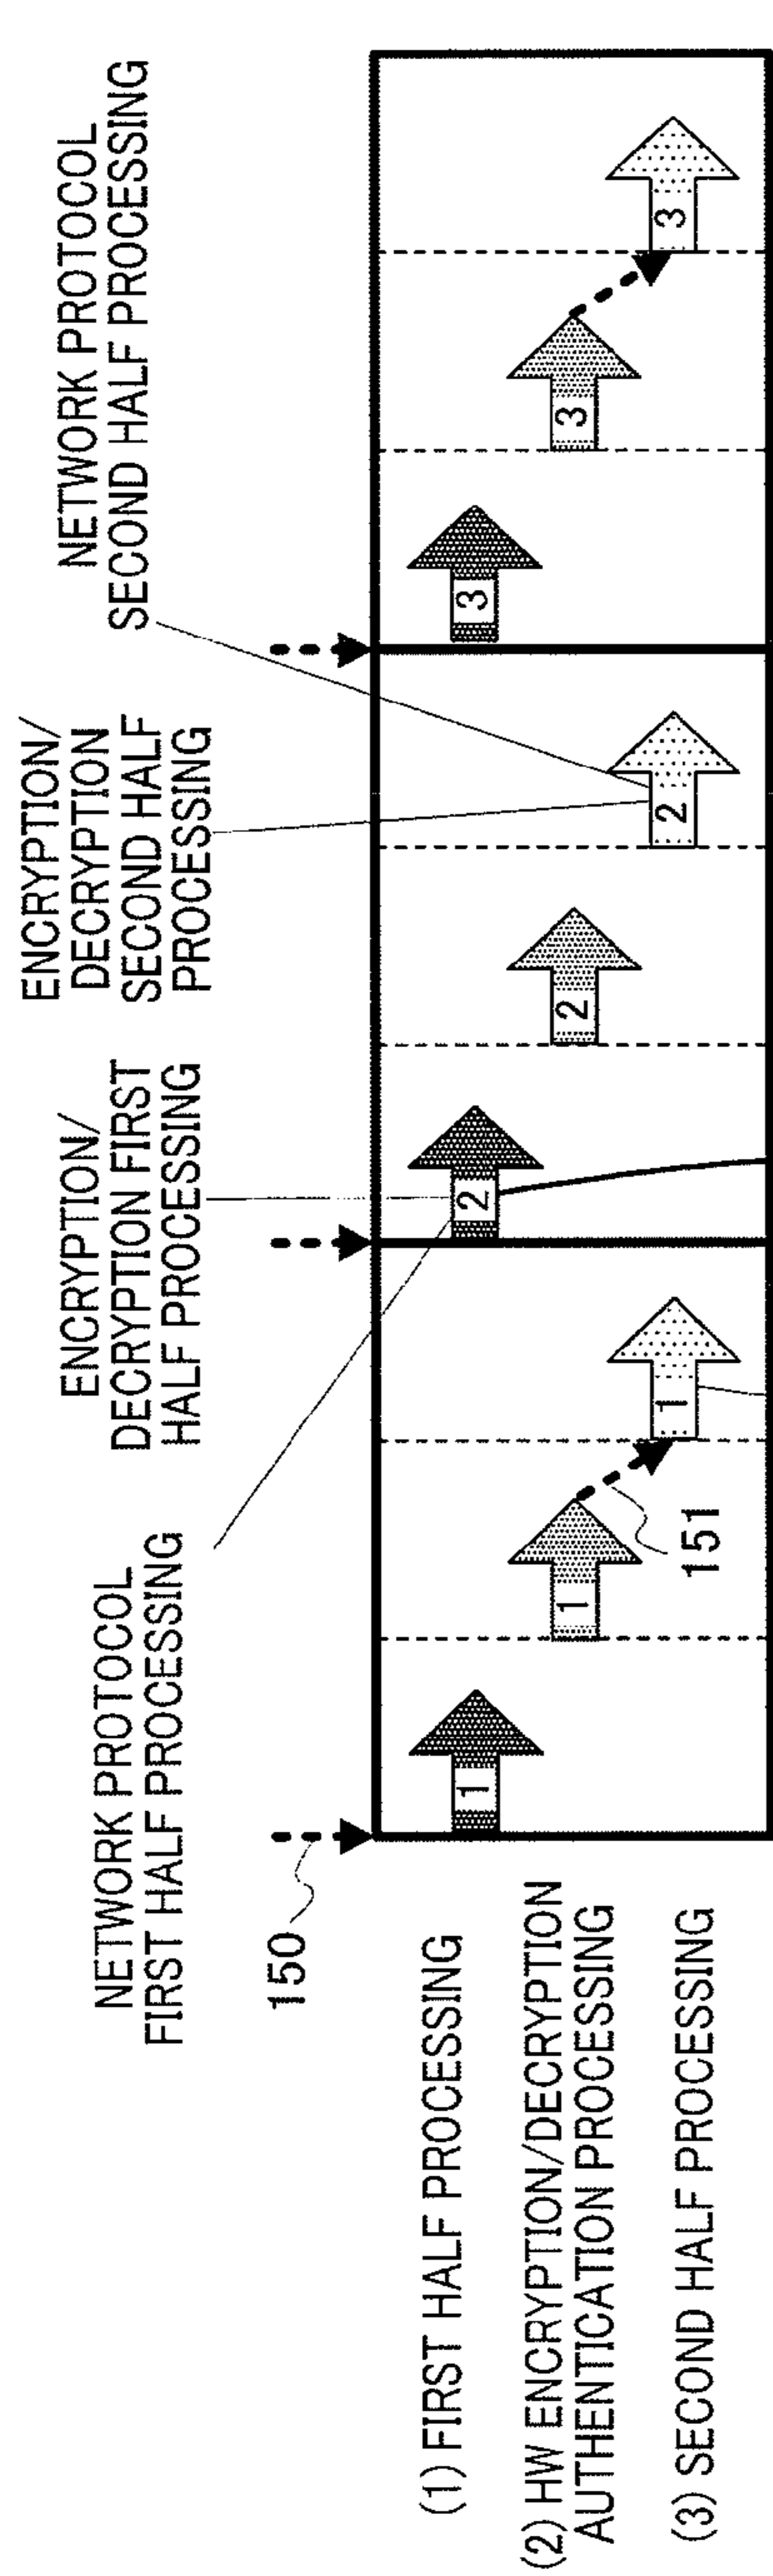 NETWORK PROTOCOL
FIRST HALF PROCESSING
ENCRYPTION/
DECRYPTION FIRST
HALF PROCESSING
ENCRYPTION/
DECRYPTION
SECOND HALF
PROCESSING
NETWORK PROTOCOL
SECOND HALF PROCESSING
150
(1) FIRST HALF PROCESSING
1
2
3
(2) HW ENCRYPTION/DECRYPTION
AUTHENTICATION PROCESSING
1
2
3
(3) SECOND HALF PROCESSING
151
1
2
3